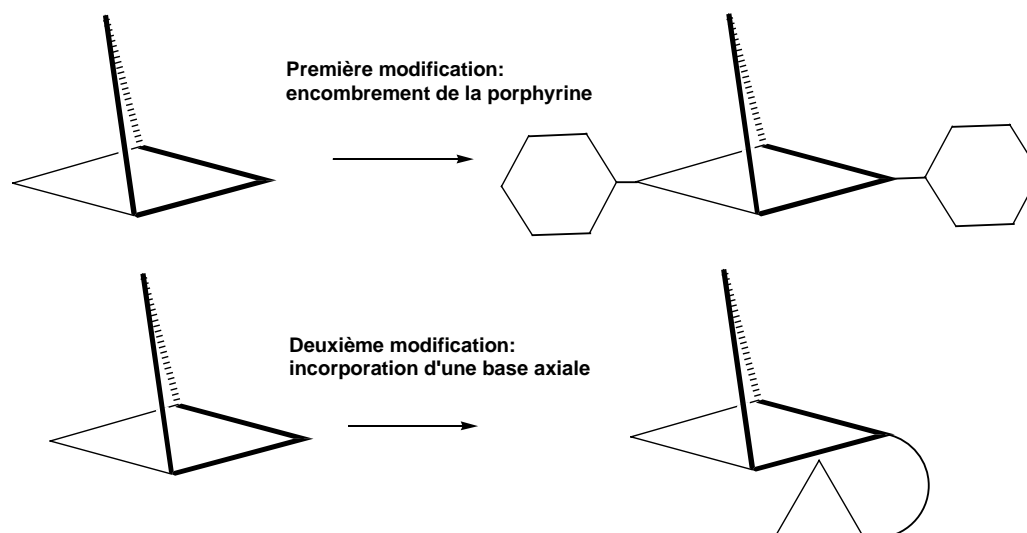 Première modification:
encombrement de la porphyrine
Deuxième modification:
incorporation d'une base axiale